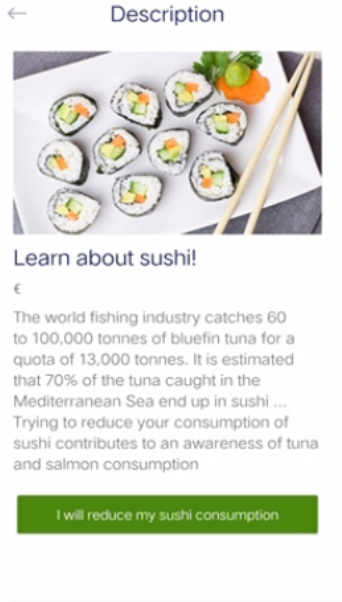 Description
Learn about sushi!
€
The world fishing industry catches 60
to 100,000 tonnes of bluefin tuna for a
quota of 13,000 tonnes. It is estimated
that 70% of the tuna caught in the
Mediterranean Sea end up in sushi ...
Trying to reduce your consumption of
sushi contributes to an awareness of tuna
and salmon consumption
I will reduce my sushi consumption